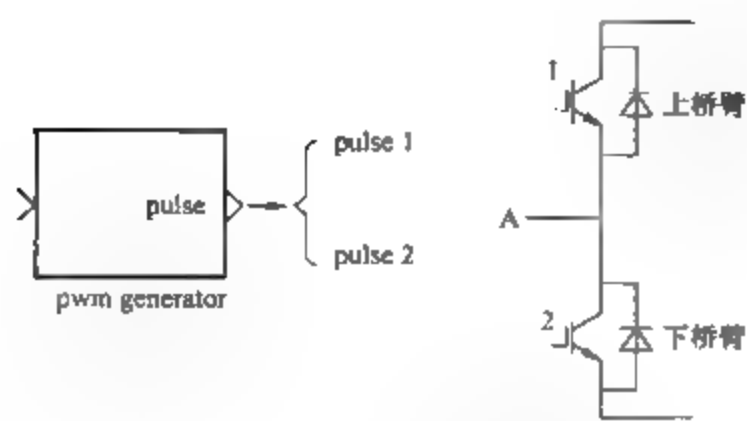 pulse
pwm generator
pulse 1
pulse 2
1
上桥臂
A
2
下桥臂